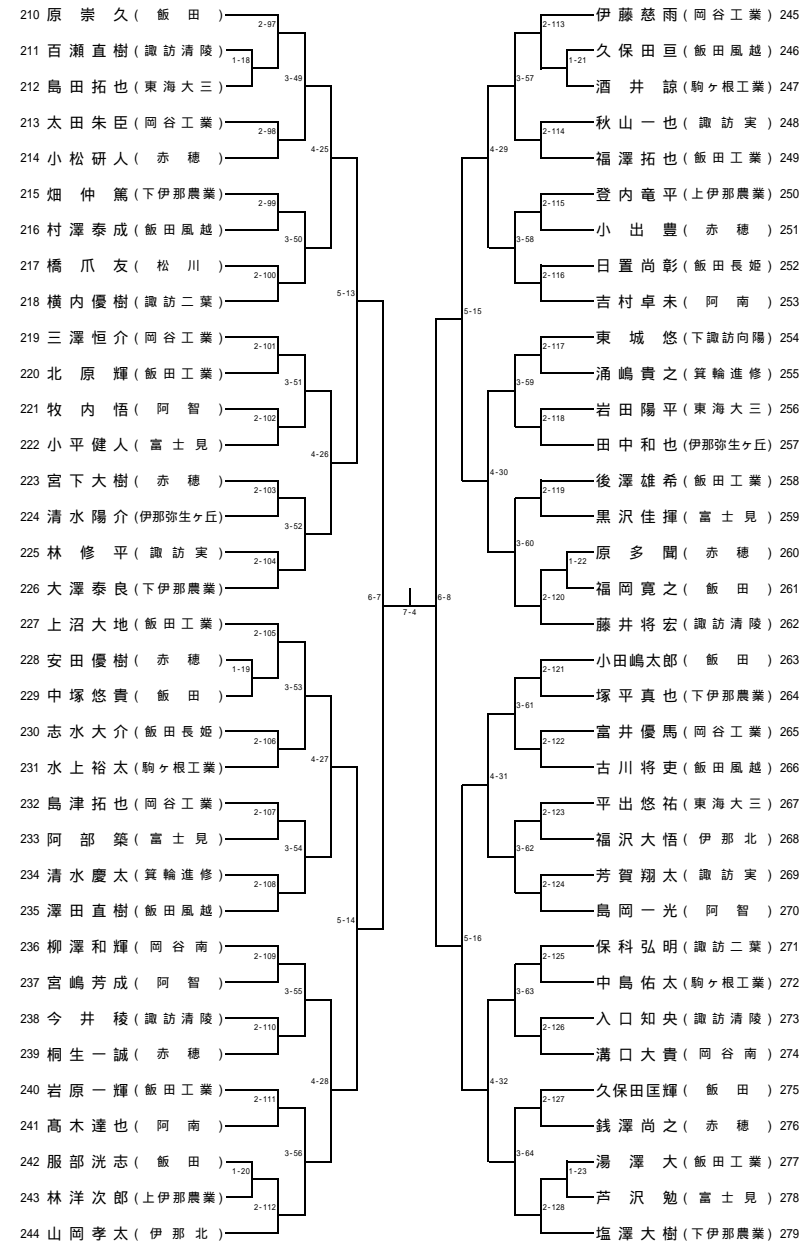 210 原 崇 久 ( 飯 田 )
211 百 瀬 直 樹 ( 諏 訪 清 陵 )
212 島 田 拓 也 ( 東 海 大 三 )
213 太 田 朱 臣 ( 岡 谷 工 業 )
214 小 松 研 人 ( 赤 穂 )
215 畑 仲 篤 ( 下 伊 那 農 業 )
216 村 澤 泰 成 ( 飯 田 風 越 )
217 橋 爪 友 ( 松 川 )
218 横 内 優 樹 ( 諏 訪 二 葉 )
219 三 澤 恒 介 ( 岡 谷 工 業 )
220 北 原 輝 ( 飯 田 工 業 )
221 牧 内 悟 ( 阿 智 )
222 小 平 健 人 ( 富 士 見 )
223 宮 下 大 樹 ( 赤 穂 )
224 清 水 陽 介 (伊那弥生ヶ丘)
225 林 修 平 ( 諏 訪 実 )
226 大 澤 泰 良 ( 下 伊 那 農 業 )
227 上 沼 大 地 ( 飯 田 工 業 )
228 安 田 優 樹 ( 赤 穂 )
229 中 塚 悠 貴 ( 飯 田 )
230 志 水 大 介 ( 飯 田 長 姫 )
231 水 上 裕 太 ( 駒 ヶ 根 工 業 )
232 島 津 拓 也 ( 岡 谷 工 業 )
233 阿 部 築 ( 富 士 見 )
234 清 水 慶 太 ( 箕 輪 進 修 )
235 澤 田 直 樹 ( 飯 田 風 越 )
236 柳 澤 和 輝 ( 岡 谷 南 )
237 宮 嶋 芳 成 ( 阿 智 )
238 今 井 稜 ( 諏 訪 清 陵 )
239 桐 生 一 誠 ( 赤 穂 )
240 岩 原 一 輝 ( 飯 田 工 業 )
241 髙 木 達 也 ( 阿 南 )
242 服 部 洸 志 ( 飯 田 )
243 林 洋 次 郎 ( 上 伊 那 農 業 )
244 山 岡 孝 太 ( 伊 那 北 )
1-18
1-19
1-20
2-97
2-98
2-99
2-100
2-101
2-102
2-103
2-104
2-105
2-106
2-107
2-108
2-109
2-110
2-111
2-112
3-49
3-50
3-51
3-52
3-53
3-54
3-55
3-56
4-25
4-26
4-27
4-28
5-13
5-14
6-7
7-4
6-8
5-15
5-16
4-29
4-30
4-31
4-32
3-57
3-58
3-59
3-60
3-61
3-62
3-63
3-64
2-113
2-114
2-115
2-116
2-117
2-118
2-119
2-120
2-121
2-122
2-123
2-124
2-125
2-126
2-127
2-128
1-21
1-22
1-23
伊 藤 慈 雨 ( 岡 谷 工 業 ) 245
久 保 田 亘 ( 飯 田 風 越 ) 246
酒 井 諒 ( 駒 ヶ 根 工 業 ) 247
秋 山 一 也 ( 諏 訪 実 ) 248
福 澤 拓 也 ( 飯 田 工 業 ) 249
登 内 竜 平 ( 上 伊 那 農 業 ) 250
小 出 豊 ( 赤 穂 ) 251
日 置 尚 彰 ( 飯 田 長 姫 ) 252
吉 村 卓 未 ( 阿 南 ) 253
東 城 悠 ( 下 諏 訪 向 陽 ) 254
涌 嶋 貴 之 ( 箕 輪 進 修 ) 255
岩 田 陽 平 ( 東 海 大 三 ) 256
田 中 和 也 (伊那弥生ヶ丘) 257
後 澤 雄 希 ( 飯 田 工 業 ) 258
黒 沢 佳 揮 ( 富 士 見 ) 259
原 多 聞 ( 赤 穂 ) 260
福 岡 寛 之 ( 飯 田 ) 261
藤 井 将 宏 ( 諏 訪 清 陵 ) 262
小田嶋太郎 ( 飯 田 ) 263
塚 平 真 也 ( 下 伊 那 農 業 ) 264
富 井 優 馬 ( 岡 谷 工 業 ) 265
古 川 将 吏 ( 飯 田 風 越 ) 266
平 出 悠 祐 ( 東 海 大 三 ) 267
福 沢 大 悟 ( 伊 那 北 ) 268
芳 賀 翔 太 ( 諏 訪 実 ) 269
島 岡 一 光 ( 阿 智 ) 270
保 科 弘 明 ( 諏 訪 二 葉 ) 271
中 島 佑 太 ( 駒 ヶ 根 工 業 ) 272
入 口 知 央 ( 諏 訪 清 陵 ) 273
溝 口 大 貴 ( 岡 谷 南 ) 274
久保田匡輝 ( 飯 田 ) 275
銭 澤 尚 之 ( 赤 穂 ) 276
湯 澤 大 ( 飯 田 工 業 ) 277
芦 沢 勉 ( 富 士 見 ) 278
塩 澤 大 樹 ( 下 伊 那 農 業 ) 279